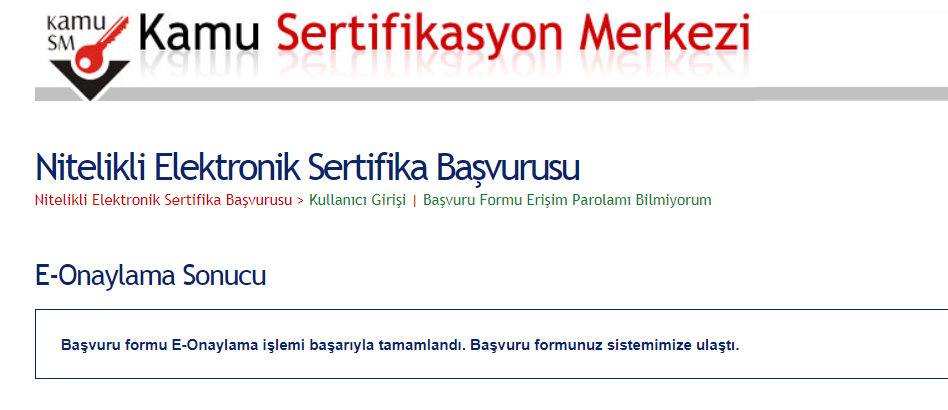 kamu
SM
Kamu Sertifikasyon Merkezi
Nitelikli Elektronik Sertifika Başvurusu
Nitelikli Elektronik Sertifika Başvurusu > Kullanıcı Girişi | Başvuru Formu Erişim Parolamı Bilmiyorum
E-Onaylama Sonucu
Başvuru formu E-Onaylama işlemi başarıyla tamamlandı. Başvuru formunuz sistemimize ulaştı.